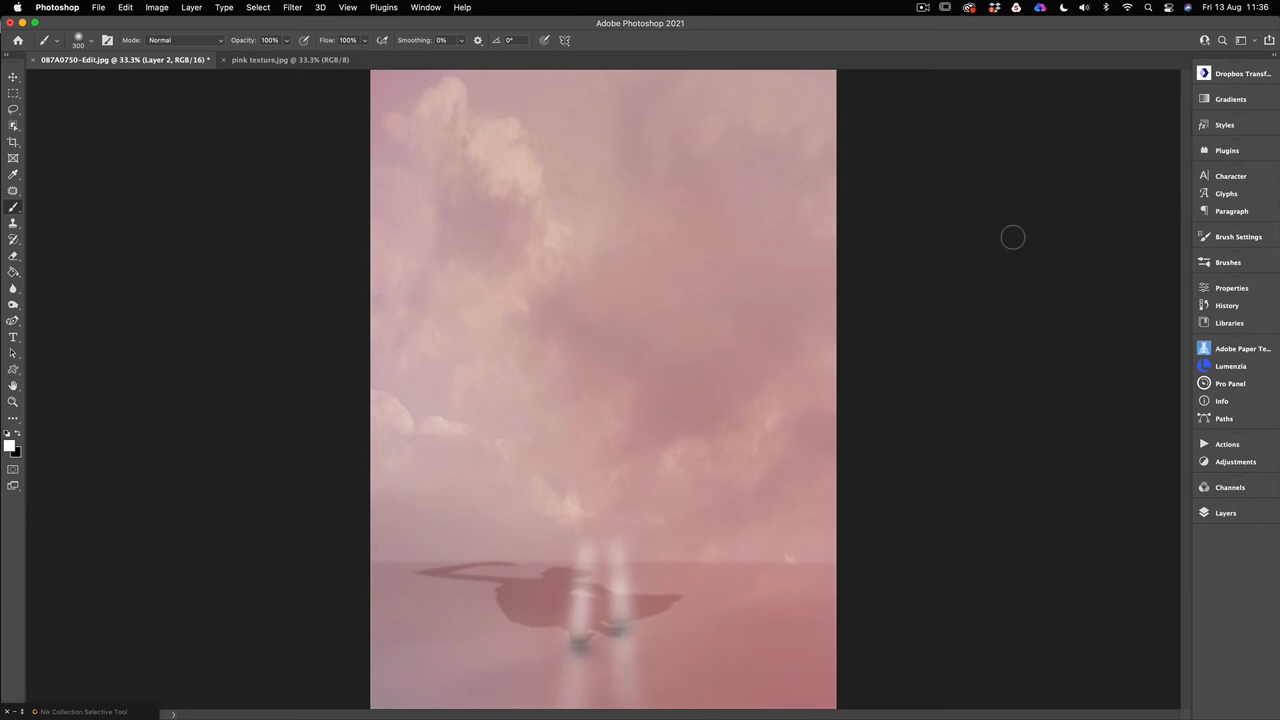 Photoshop File Edit Image Layer Type Select Filter 3D View Plugins Window Help Fri 13 Aug 11:36
Adobe Photoshop 2021
300 Mode: Normal Opacity: 100% Flow: 100% Smoothing: 0% 0°
087A0750-Edit.jpg @ 33.3% (Layer 2, RGB/16) * pink texture.jpg @ 33.3% (RGB/8)
Dropbox Transf...
Gradients
Styles
Plugins
Character
Glyphs
Paragraph
Brush Settings
Brushes
Properties
History
Libraries
Adobe Paper Te...
Lumenzia
Pro Panel
Info
Paths
Actions
Adjustments
Channels
Layers
Nik Collection Selective Tool